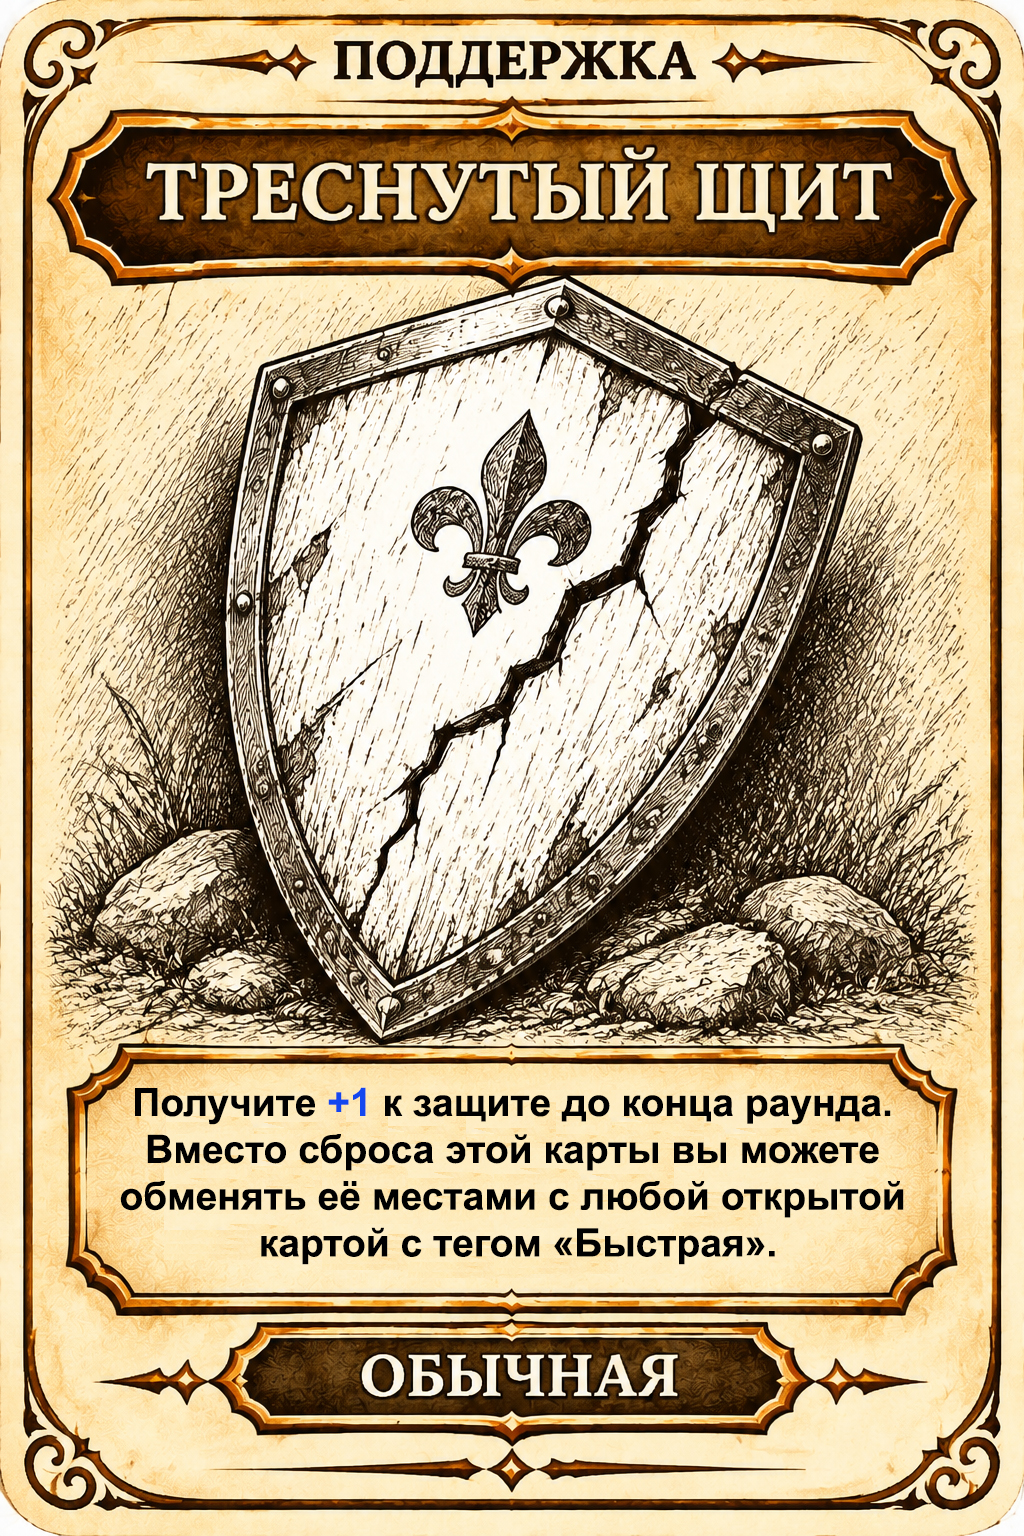 ПОДДЕРЖКА
ТРЕСНУТЫЙ ЩИТ
Получите +1 к защите до конца раунда.
Вместо сброса этой карты вы можете
обменять её местами с любой открытой
картой с тегом «Быстрая».
ОБЫЧНАЯ